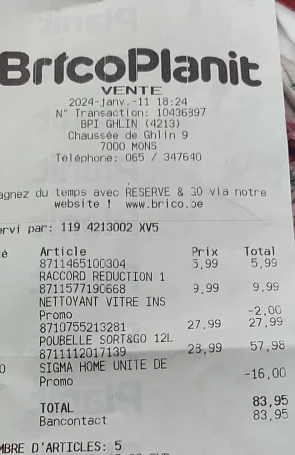 BricoPlanit
VENTE
2024-janv.-11 18:24
N° Transaction: 10436897
BPI GHLIN (4213)
Chaussée de Ghlin 9
7000 MONS
Téléphone: 065 / 347640
agnez du temps avec RESERVE & GO via notre
website ! www.brico.be
ervi par: 119 4213002 XV5
é Article Prix Total
8711465100304 5,99 5,99
RACCORD REDUCTION 1
8711577190668 9,99 9,99
NETTOYANT VITRE INS
Promo -2,00
8710755213281 27,99 27,99
POUBELLE SORT&GO 12L
8711112017139 28,99 57,98
0 SIGMA HOME UNITE DE
Promo -16,00
TOTAL 83,95
Bancontact 83,95
MBRE D'ARTICLES: 5